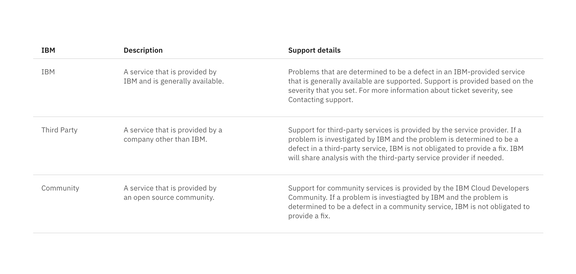 IBM Description Support details
IBM A service that is provided by Problems that are determined to be a defect in an IBM-provided service
IBM and is generally available. that is generally available are supported. Support is provided based on the
severity that you set. For more information about ticket severity, see
Contacting support.
Third Party A service that is provided by a Support for third-party services is provided by the service provider. If a
company other than IBM. problem is investigated by IBM and the problem is determined to be a
defect in a third-party service, IBM is not obligated to provide a fix. IBM
will share analysis with the third-party service provider if needed.
Community A service that is provided by Support for community services is provided by the IBM Cloud Developers
an open source community. Community. If a problem is investiagted by IBM and the problem is
determined to be a defect in a community service, IBM is not obligated to
provide a fix.